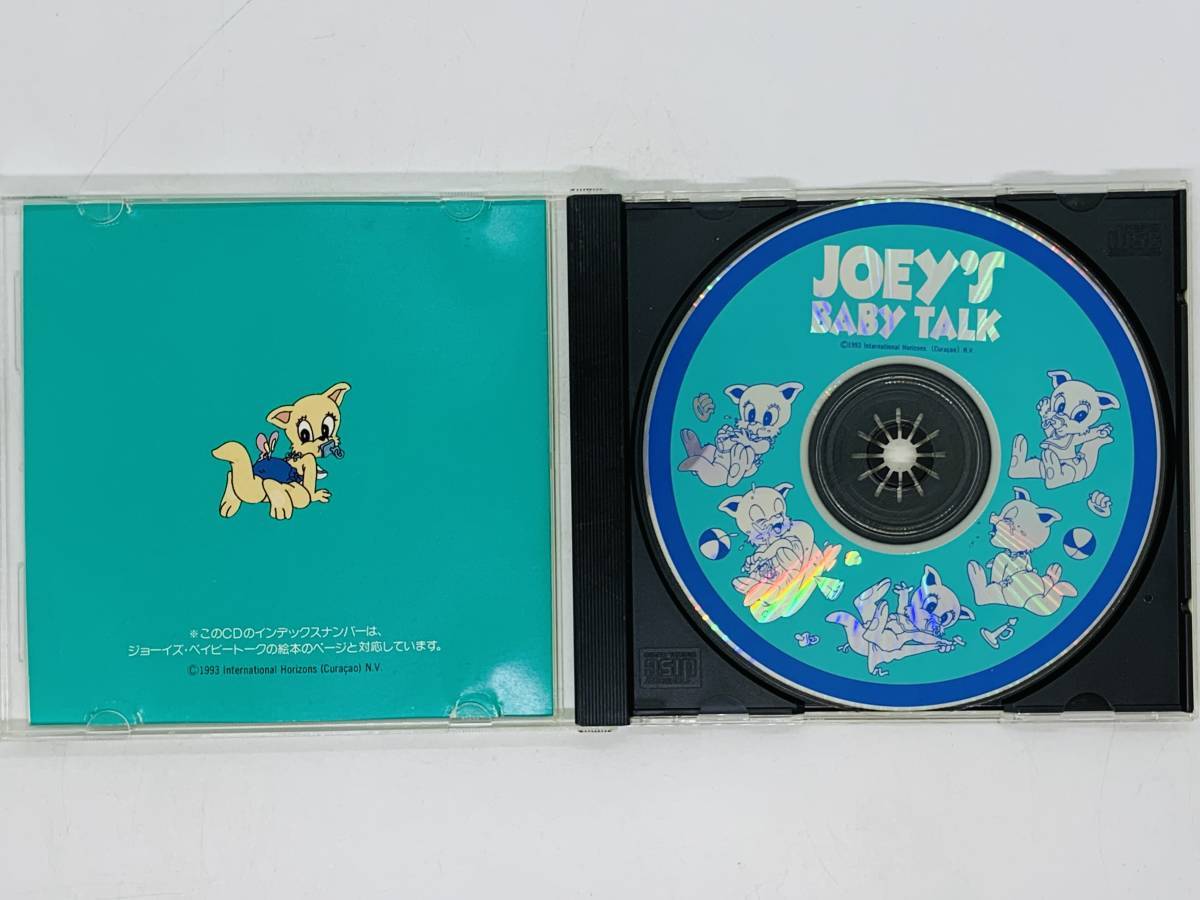 ※このCDのインデックスナンバーは、
ジョーイズ・ベイビートークの絵本のページと対応しています。
©1993 International Horizons (Curaçao) N.V.
JOEY'S
BABY TALK
©1993 International Horizons. (Curaçao) N.V.
disc